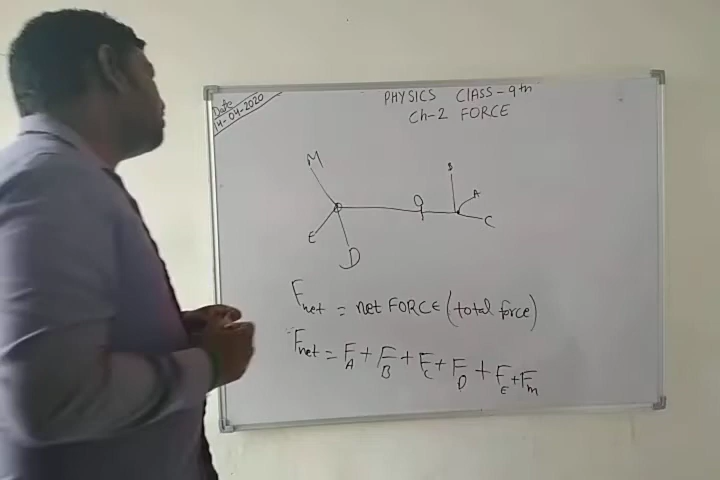 Date
14-04-2020
PHYSICS CLASS-9th
Ch-2 FORCE
M
B
A
C
E
D
Fnet = net FORCE (total force)
Fnet = FA + FB + FC + FD + FE + Fm